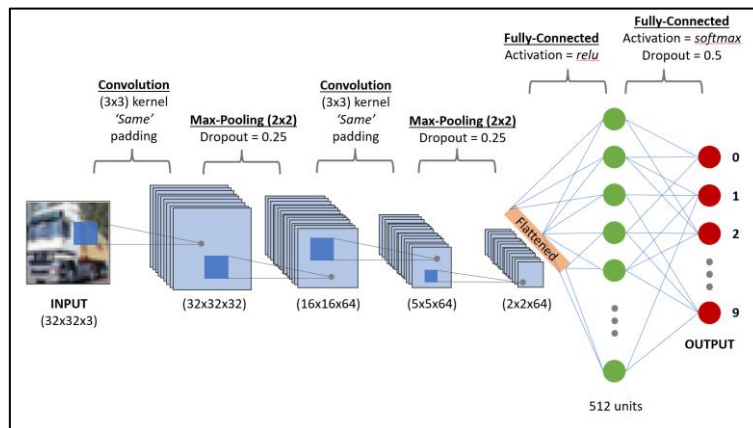 Convolution
(3x3) kernel
'Same'
padding
Max-Pooling (2x2)
Dropout = 0.25
Convolution
(3x3) kernel
'Same'
padding
Max-Pooling (2x2)
Dropout = 0.25
Fully-Connected
Activation = relu
Fully-Connected
Activation = softmax
Dropout = 0.5
INPUT
(32x32x3)
(32x32x32)
(16x16x64)
(5x5x64)
(2x2x64)
Flattened
512 units
0
1
2
9
OUTPUT